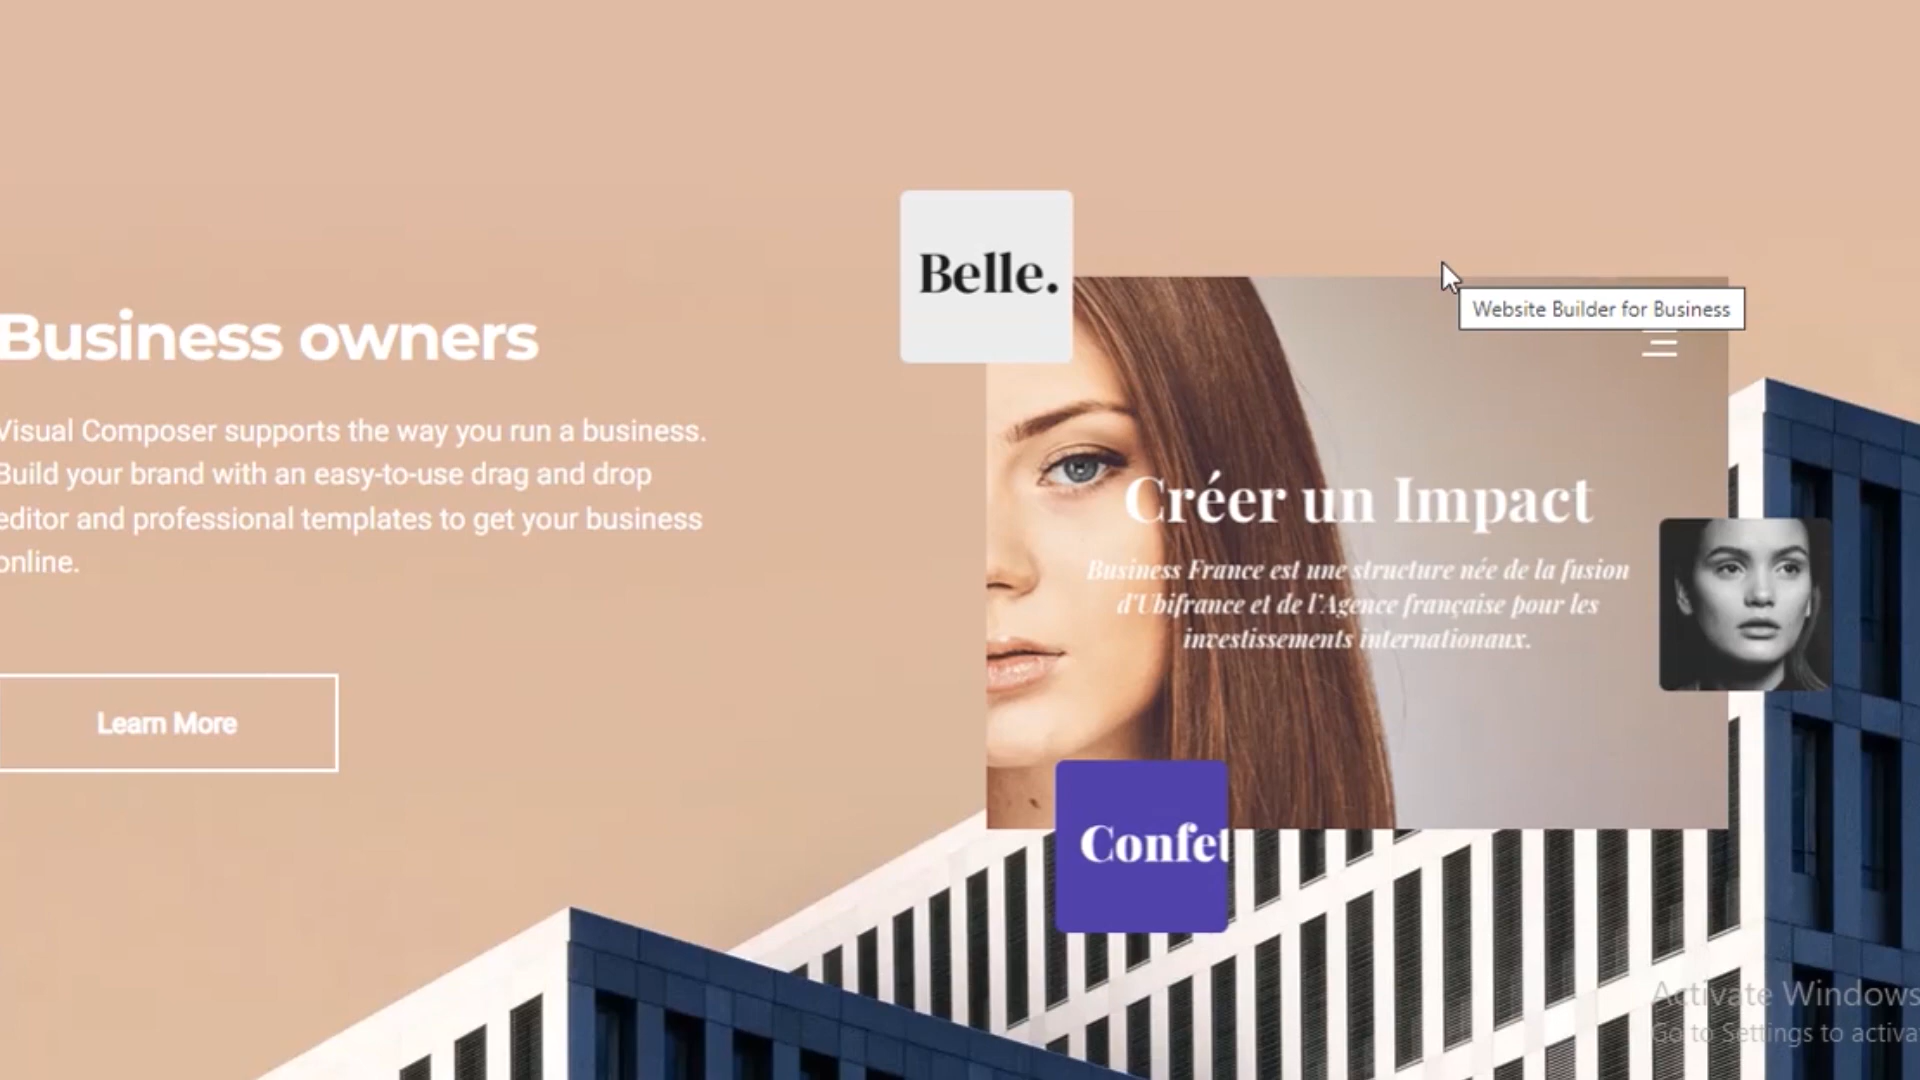 Belle.
Website Builder for Business
Business owners
Visual Composer supports the way you run a business.
Build your brand with an easy-to-use drag and drop
editor and professional templates to get your business
online.
Learn More
Créer un Impact
Business France est une structure née de la fusion
d'Ubifrance et de l'Agence française pour les
investissements internationaux.
Confet
Activate Windows
Go to Settings to activa